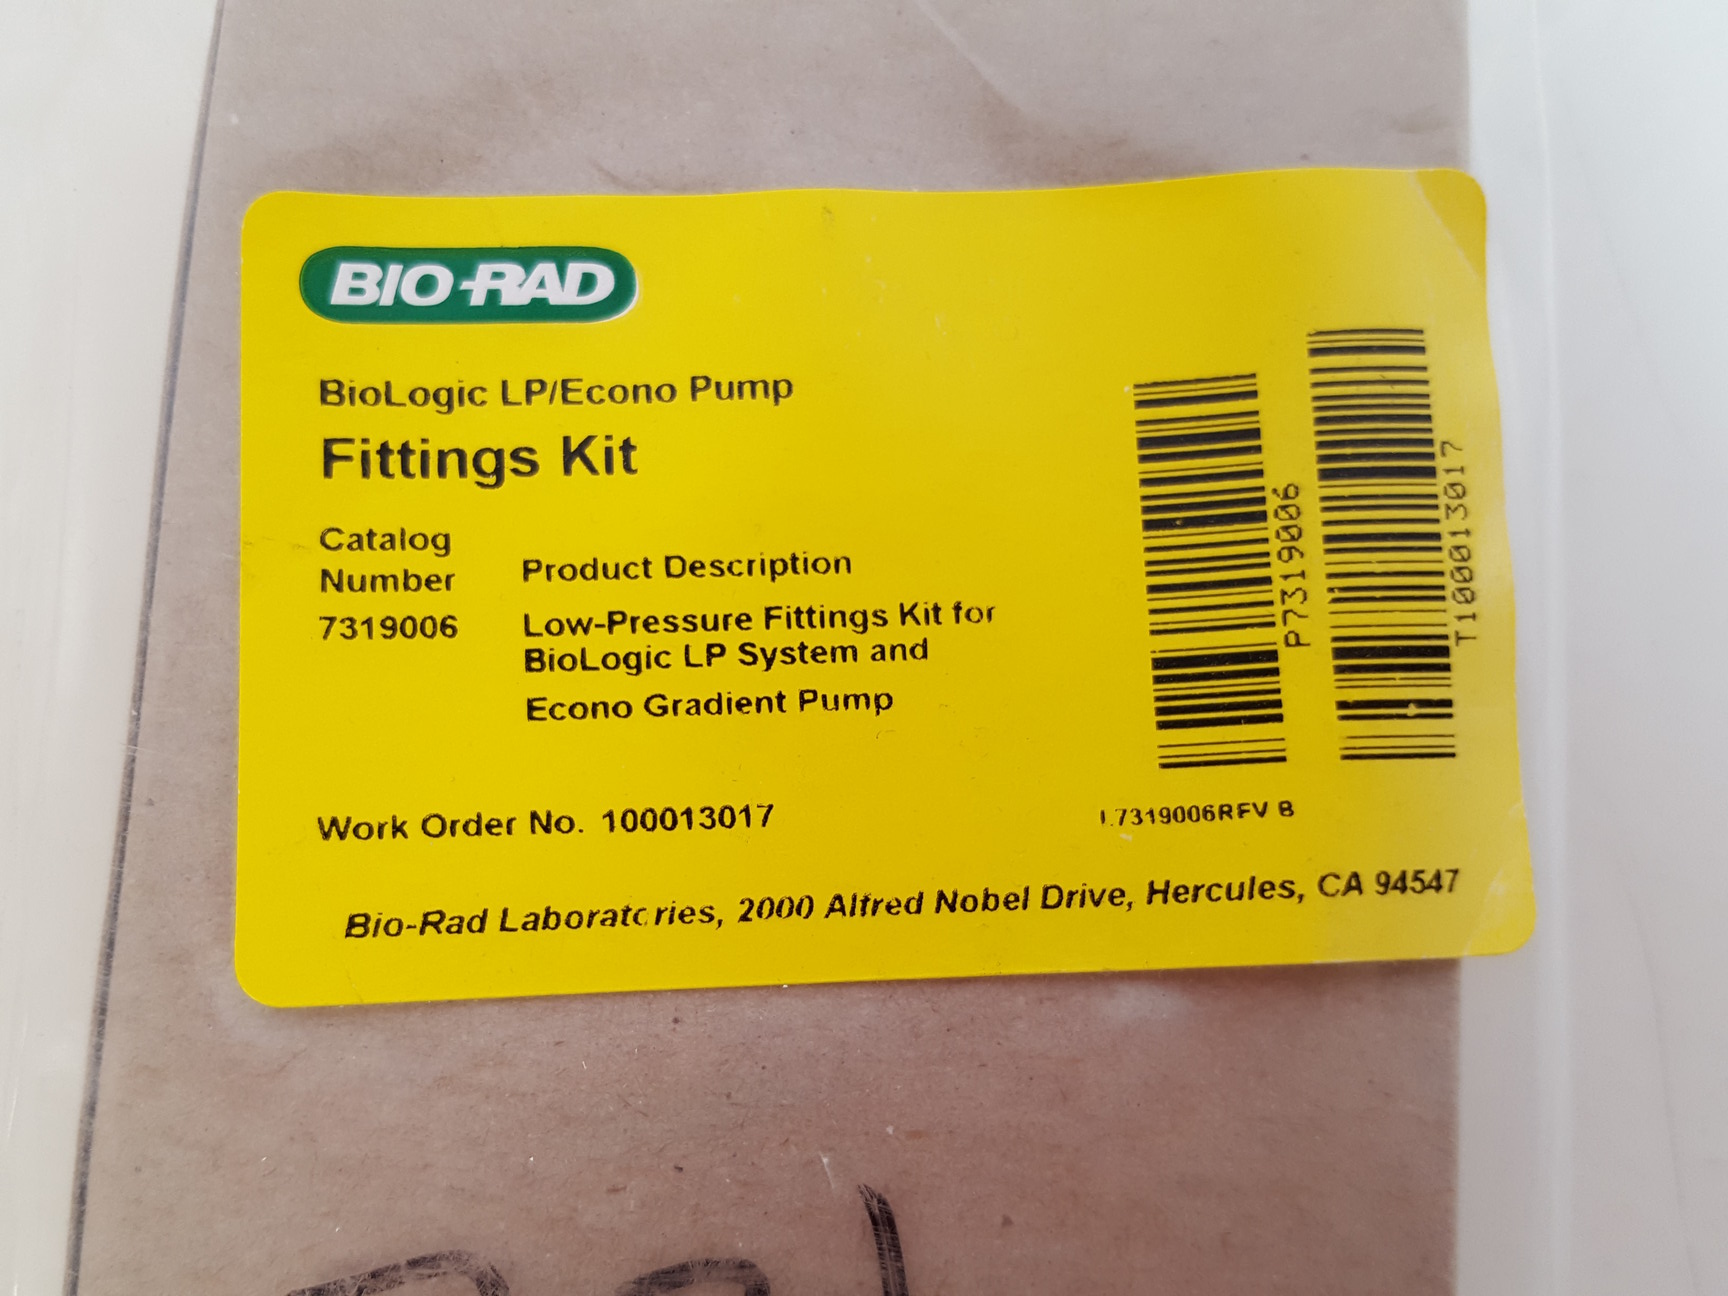 BIO-RAD
BioLogic LP/Econo Pump
Fittings Kit
Catalog
Number
Product Description
7319006
Low-Pressure Fittings Kit for
BioLogic LP System and
Econo Gradient Pump
P7319006
T100013017
Work Order No. 100013017
L7319006REV B
Bio-Rad Laboratories, 2000 Alfred Nobel Drive, Hercules, CA 94547